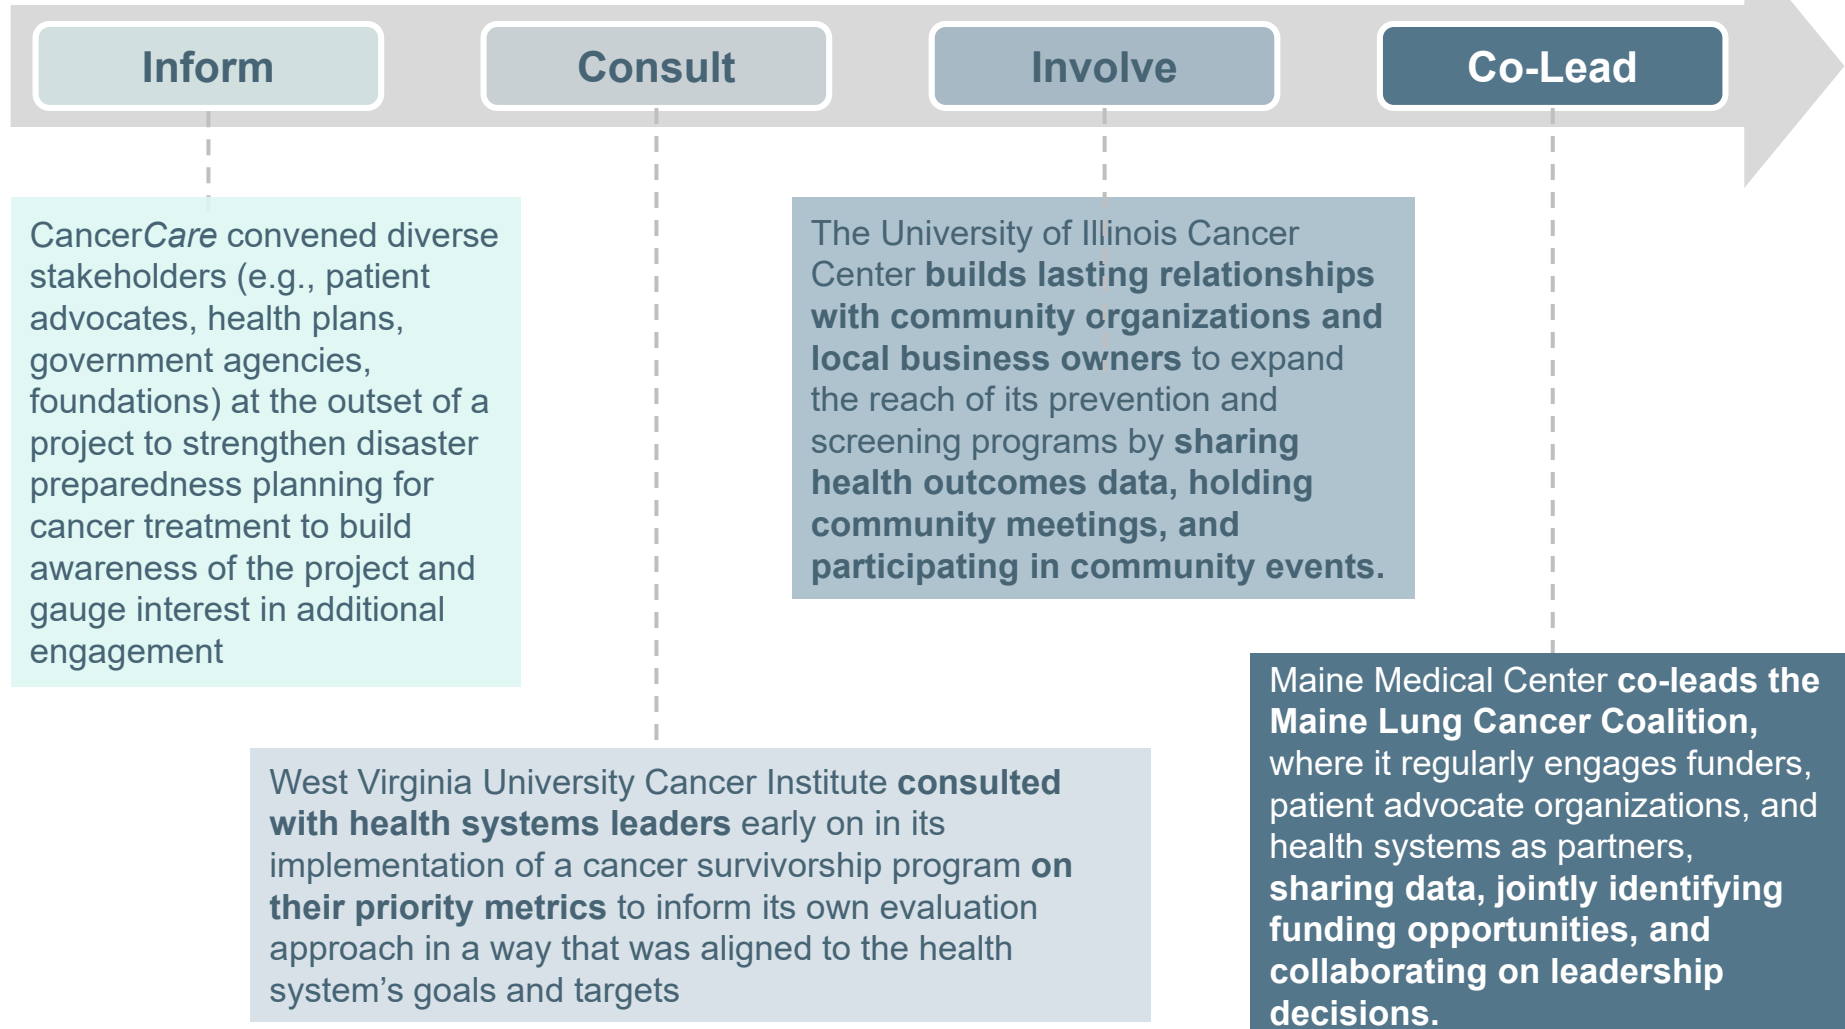 Inform
Consult
Involve
Co-Lead
CancerCare convened diverse
stakeholders (e.g., patient
advocates, health plans,
government agencies,
foundations) at the outset of a
project to strengthen disaster
preparedness planning for
cancer treatment to build
awareness of the project and
gauge interest in additional
engagement
West Virginia University Cancer Institute consulted
with health systems leaders early on in its
implementation of a cancer survivorship program on
their priority metrics to inform its own evaluation
approach in a way that was aligned to the health
system’s goals and targets
The University of Illinois Cancer
Center builds lasting relationships
with community organizations and
local business owners to expand
the reach of its prevention and
screening programs by sharing
health outcomes data, holding
community meetings, and
participating in community events.
Maine Medical Center co-leads the
Maine Lung Cancer Coalition,
where it regularly engages funders,
patient advocate organizations, and
health systems as partners,
sharing data, jointly identifying
funding opportunities, and
collaborating on leadership
decisions.